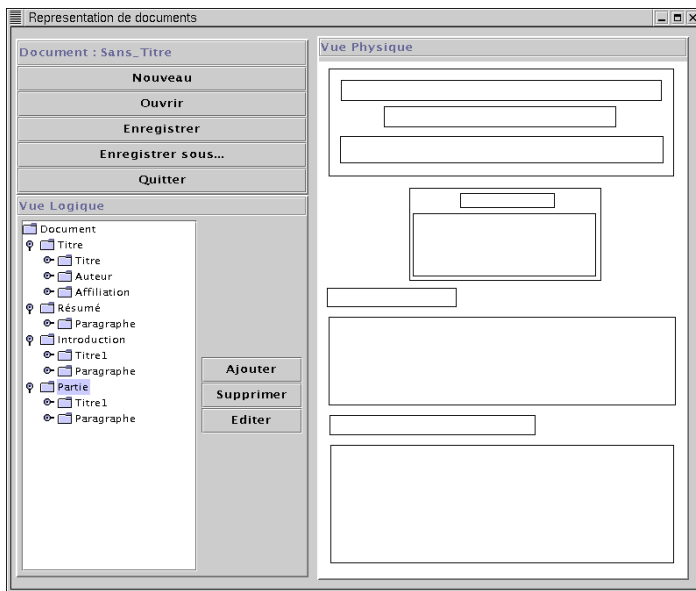 Representation de documents
Document : Sans_Titre
Nouveau
Ouvrir
Enregistrer
Enregistrer sous...
Quitter
Vue Logique
Document
Titre
Titre
Auteur
Affiliation
Résumé
Paragraphe
Introduction
Titre1
Paragraphe
Partie
Titre1
Paragraphe
Ajouter
Supprimer
Editer
Vue Physique